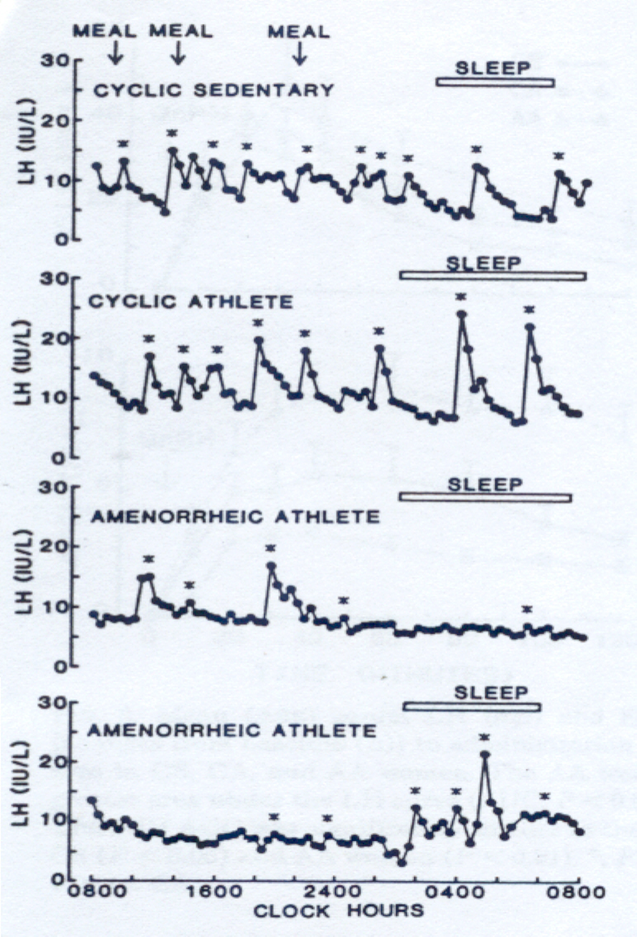 MEAL MEAL MEAL
30
SLEEP
CYCLIC SEDENTARY
20
LH (IU/L)
10
0
30
SLEEP
CYCLIC ATHLETE
20
LH (IU/L)
10
0
30
SLEEP
AMENORRHEIC ATHLETE
20
LH (IU/L)
10
0
30
SLEEP
AMENORRHEIC ATHLETE
20
LH (IU/L)
10
0
0800 1600 2400 0400 0800
CLOCK HOURS